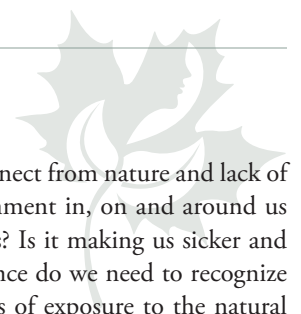 nect from nature and lack of
nment in, on and around us
? Is it making us sicker and
nce do we need to recognize
s of exposure to the natural